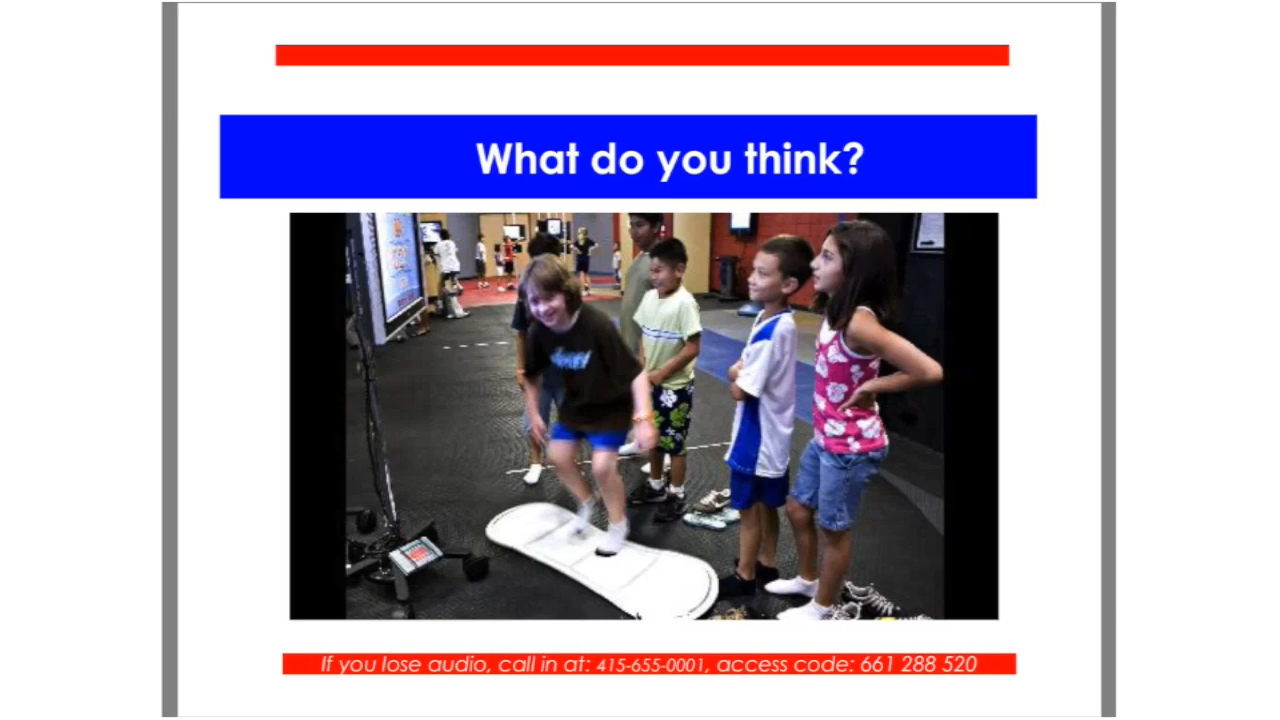 What do you think?
If you lose audio, call in at: 415-655-0001, access code: 661 288 520